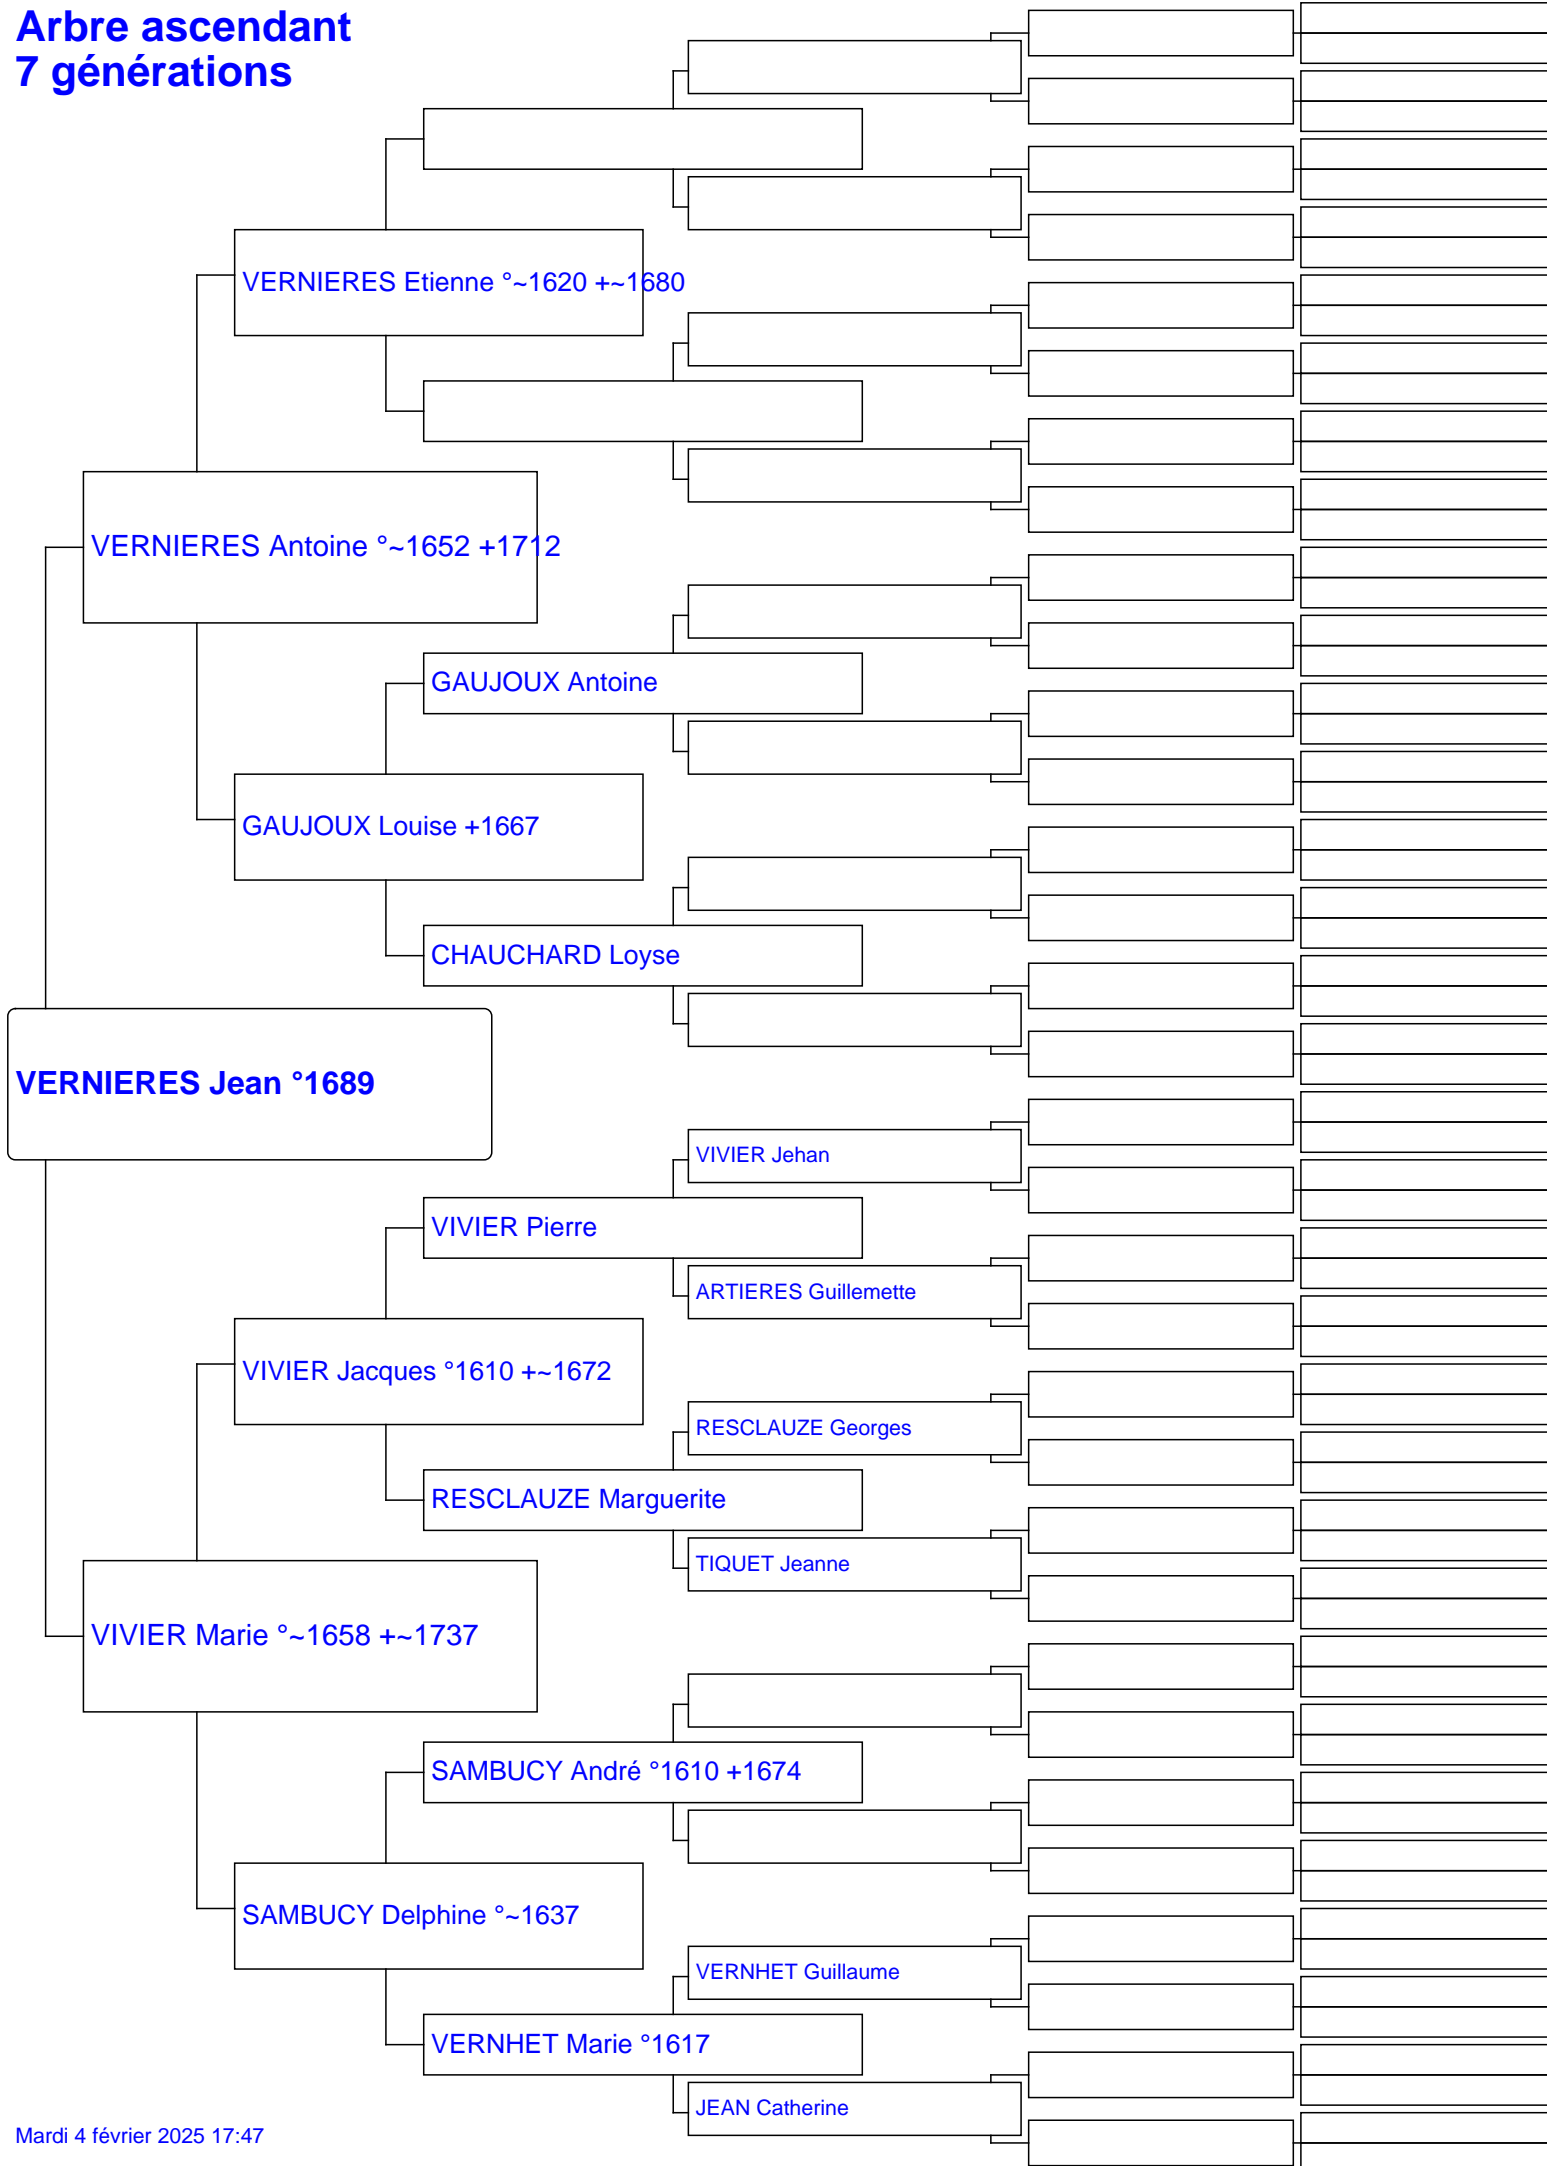 Arbre ascendant
7 générations
VERNIERES Etienne °~1620 +~1680
VERNIERES Antoine °~1652 +1712
GAUJOUX Antoine
GAUJOUX Louise +1667
CHAUCHARD Loyse
VERNIERES Jean °1689
VIVIER Jehan
VIVIER Pierre
ARTIERES Guillemette
VIVIER Jacques °1610 +~1672
RESCLAUZE Georges
RESCLAUZE Marguerite
TIQUET Jeanne
VIVIER Marie °~1658 +~1737
SAMBUCY André °1610 +1674
SAMBUCY Delphine °~1637
VERNHET Guillaume
VERNHET Marie °1617
JEAN Catherine
Mardi 4 février 2025 17:47